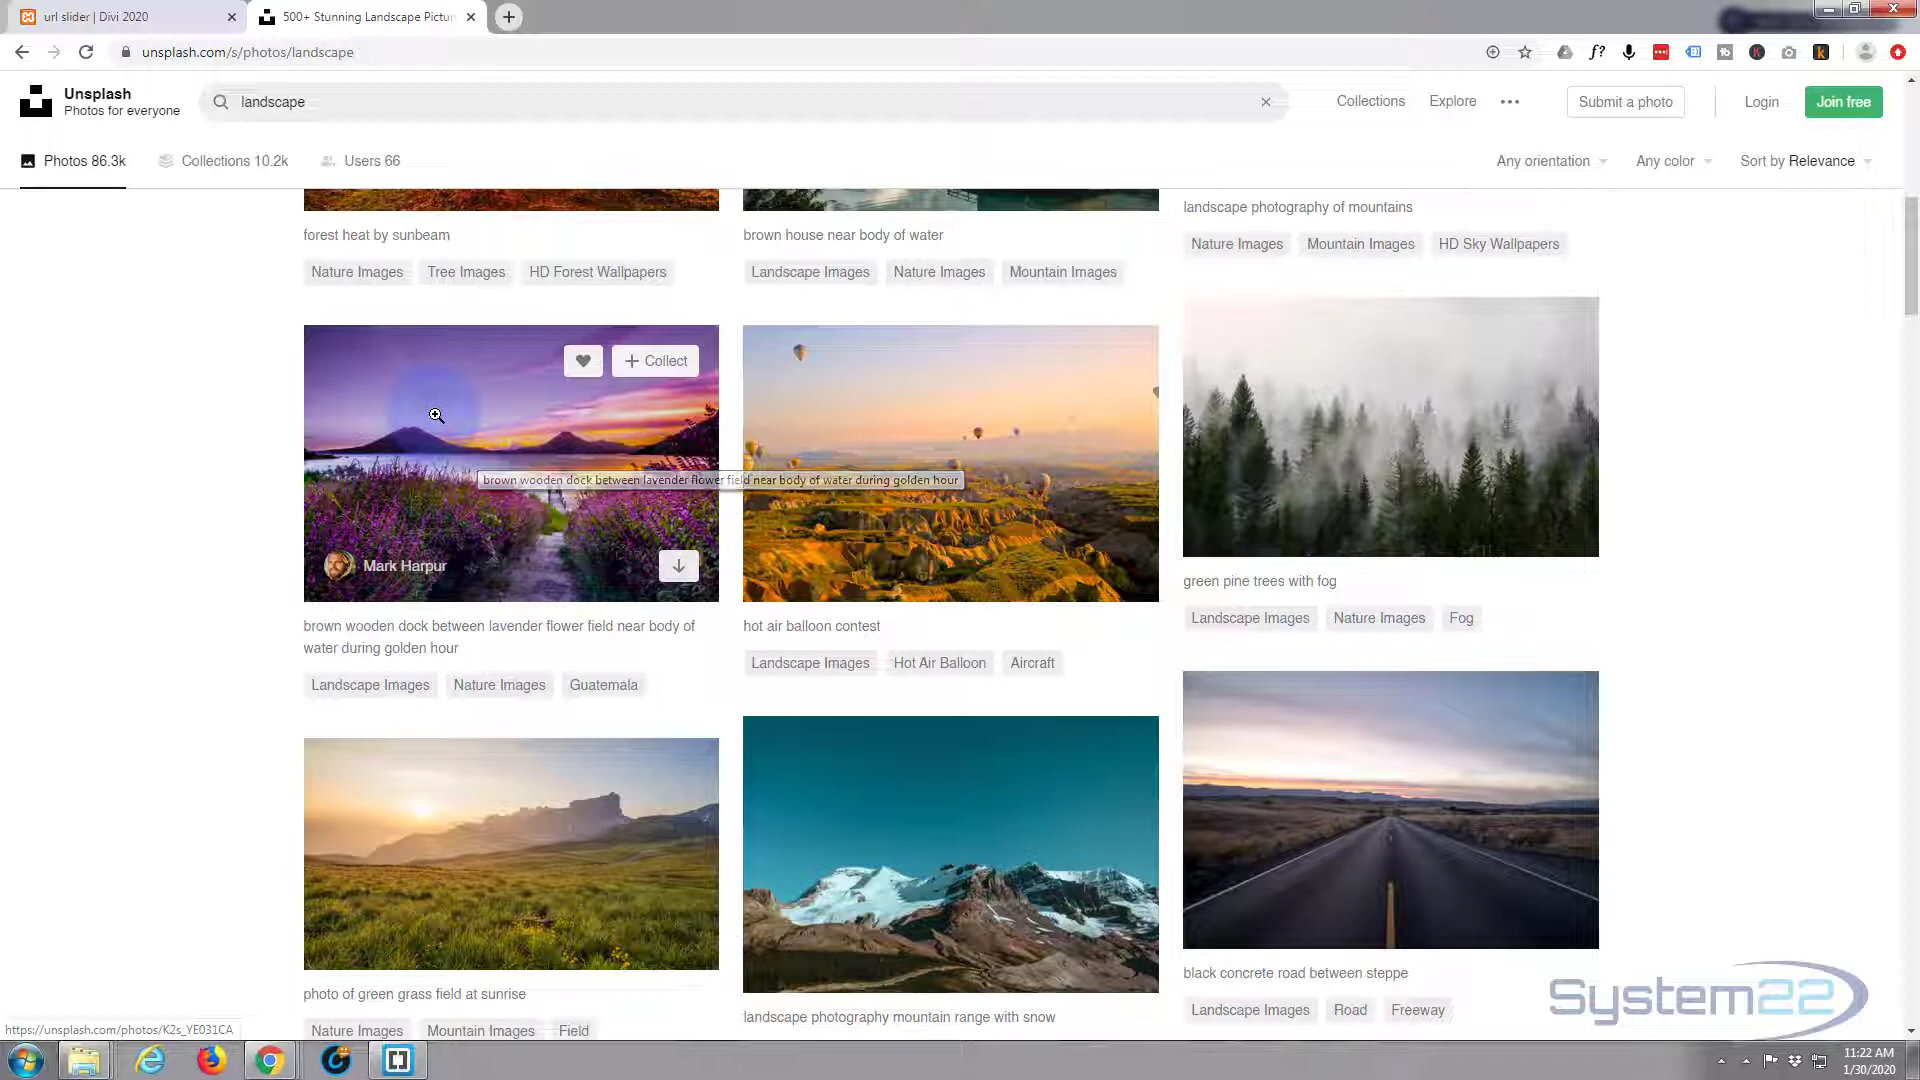 url slider | Divi 2020
500+ Stunning Landscape Pictur
unsplash.com/s/photos/landscape
Unsplash
Photos for everyone
landscape
Collections
Explore
Submit a photo
Login
Join free
Photos 86.3k
Collections 10.2k
Users 66
Any orientation
Any color
Sort by Relevance
forest heat by sunbeam
Nature Images
Tree Images
HD Forest Wallpapers
brown house near body of water
Landscape Images
Nature Images
Mountain Images
landscape photography of mountains
Nature Images
Mountain Images
HD Sky Wallpapers
Collect
brown wooden dock between lavender flower field near body of water during golden hour
Mark Harpur
brown wooden dock between lavender flower field near body of
water during golden hour
Landscape Images
Nature Images
Guatemala
hot air balloon contest
Landscape Images
Hot Air Balloon
Aircraft
green pine trees with fog
Landscape Images
Nature Images
Fog
photo of green grass field at sunrise
Nature Images
Mountain Images
Field
landscape photography mountain range with snow
black concrete road between steppe
Landscape Images
Road
Freeway
System22
https://unsplash.com/photos/K2s_YE031CA
11:22 AM
1/30/2020